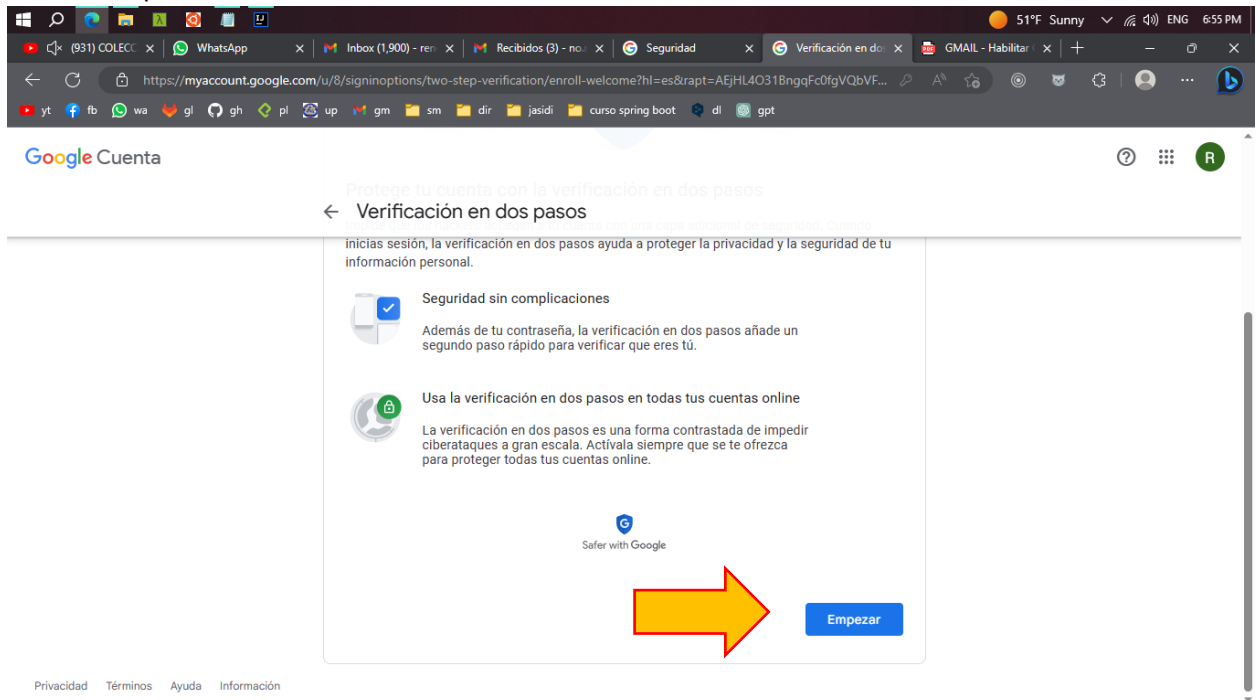 51°F Sunny ENG 6:55 PM
(931) COLECC WhatsApp Inbox (1,900) - ren Recibidos (3) - no.r Seguridad Verificación en dos GMAIL - Habilitar
https://myaccount.google.com/u/8/signinoptions/two-step-verification/enroll-welcome?hl=es&rapt=AEjHL4O31BngqFc0fgVQbVF...
yt fb wa gl gh pl up gm sm dir jasidi curso spring boot dl gpt
Google Cuenta
R
Protege tu cuenta con la verificación en dos pasos
Verificación en dos pasos
inicias sesión, la verificación en dos pasos ayuda a proteger la privacidad y la seguridad de tu
información personal.
Seguridad sin complicaciones
Además de tu contraseña, la verificación en dos pasos añade un
segundo paso rápido para verificar que eres tú.
Usa la verificación en dos pasos en todas tus cuentas online
La verificación en dos pasos es una forma contrastada de impedir
ciberataques a gran escala. Actívala siempre que se te ofrezca
para proteger todas tus cuentas online.
Safer with Google
Empezar
Privacidad Términos Ayuda Información